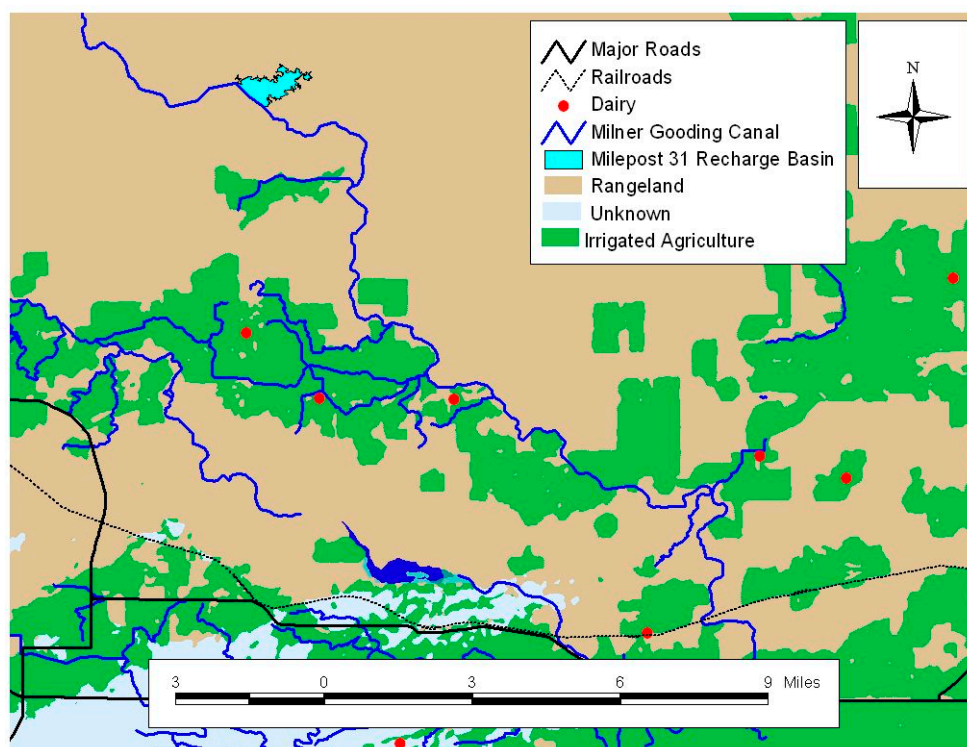 Major Roads
Railroads
Dairy
Milner Gooding Canal
Milepost 31 Recharge Basin
Rangeland
Unknown
Irrigated Agriculture
N
3 0 3 6 9 Miles